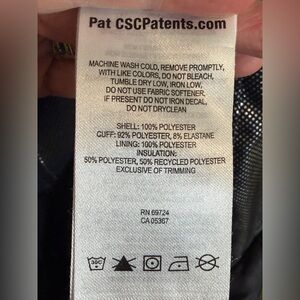 Pat CSCPatents.com
MACHINE WASH COLD, REMOVE PROMPTLY,
WITH LIKE COLORS, DO NOT BLEACH,
TUMBLE DRY LOW, IRON LOW,
DO NOT USE FABRIC SOFTENER,
IF PRESENT DO NOT IRON DECAL,
DO NOT DRYCLEAN
SHELL: 100% POLYESTER
CUFF: 92% POLYESTER, 8% ELASTANE
LINING: 100% POLYESTER
INSULATION:
50% POLYESTER, 50% RECYCLED POLYESTER
EXCLUSIVE OF TRIMMING
RN 69724
CA 05367